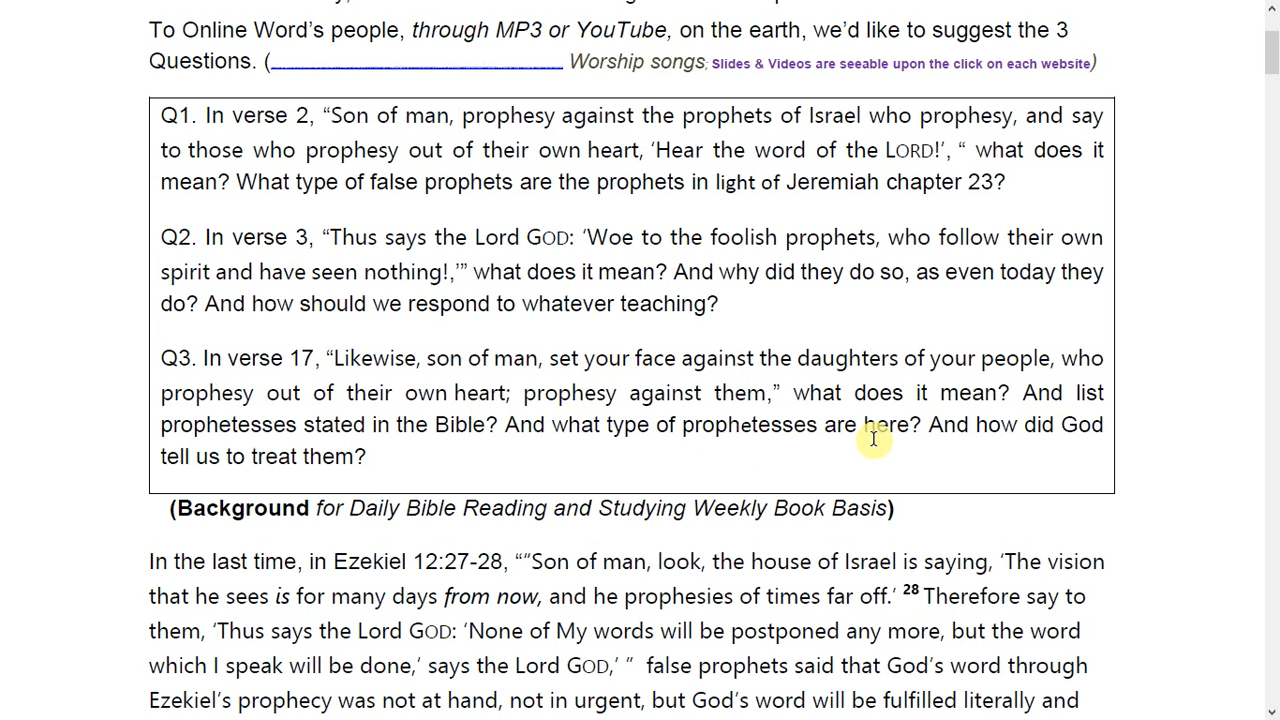 To Online Word's people, through MP3 or YouTube, on the earth, we'd like to suggest the 3
Questions. ( Worship songs; Slides & Videos are seeable upon the click on each website)
Q1. In verse 2, “Son of man, prophesy against the prophets of Israel who prophesy, and say
to those who prophesy out of their own heart, ‘Hear the word of the LORD!’, “ what does it
mean? What type of false prophets are the prophets in light of Jeremiah chapter 23?
Q2. In verse 3, “Thus says the Lord GOD: ‘Woe to the foolish prophets, who follow their own
spirit and have seen nothing!,’” what does it mean? And why did they do so, as even today they
do? And how should we respond to whatever teaching?
Q3. In verse 17, “Likewise, son of man, set your face against the daughters of your people, who
prophesy out of their own heart; prophesy against them,” what does it mean? And list
prophetesses stated in the Bible? And what type of prophetesses are here? And how did God
tell us to treat them?
(Background for Daily Bible Reading and Studying Weekly Book Basis)
In the last time, in Ezekiel 12:27-28, ““Son of man, look, the house of Israel is saying, ‘The vision
that he sees is for many days from now, and he prophesies of times far off.’ 28 Therefore say to
them, ‘Thus says the Lord GOD: ‘None of My words will be postponed any more, but the word
which I speak will be done,’ says the Lord GOD,’ ” false prophets said that God’s word through
Ezekiel’s prophecy was not at hand, not in urgent, but God’s word will be fulfilled literally and